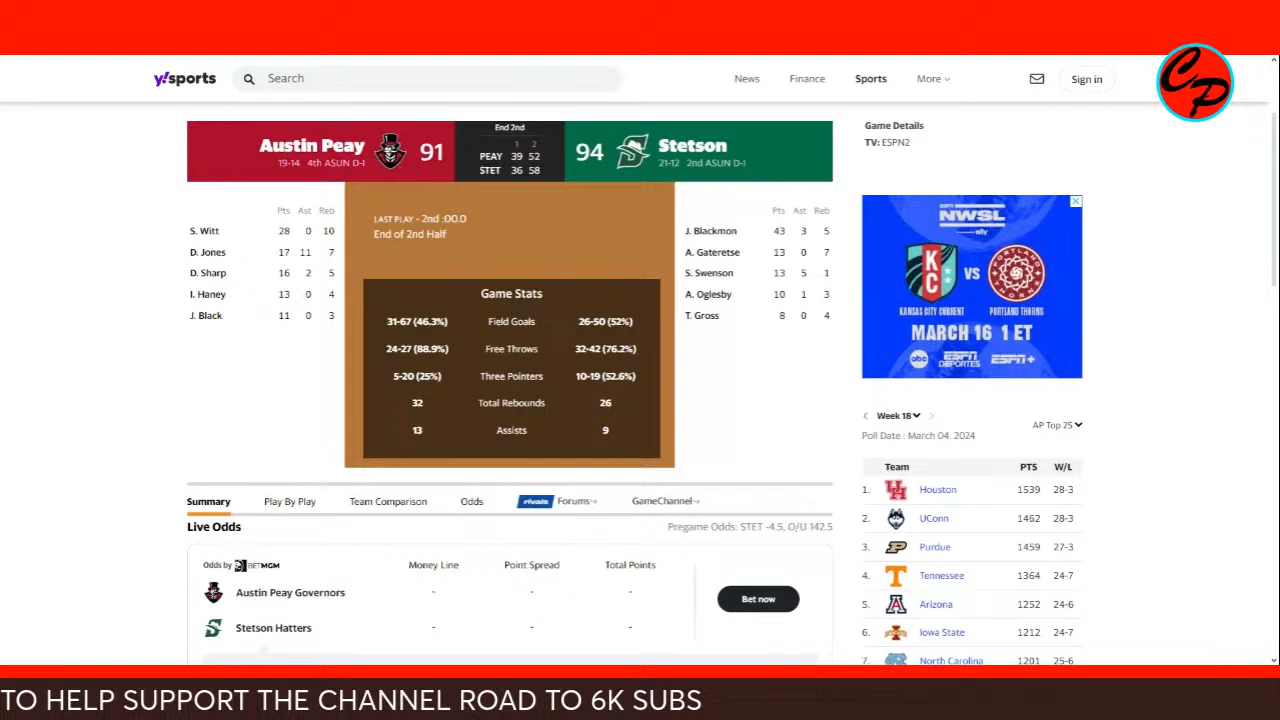 y!sports
Search
News
Finance
Sports
More
Sign in
CP
Austin Peay
19-14 4th ASUN D-I
91
End 2nd
1 2
PEAY 39 52
STET 36 58
94
Stetson
21-12 2nd ASUN D-I
Game Details
TV: ESPN2
Pts Ast Reb
S. Witt 28 0 10
D. Jones 17 11 7
D. Sharp 16 2 5
I. Haney 13 0 4
J. Black 11 0 3
LAST PLAY - 2nd :00.0
End of 2nd Half
Game Stats
31-67 (46.3%) Field Goals 26-50 (52%)
24-27 (88.9%) Free Throws 32-42 (76.2%)
5-20 (25%) Three Pointers 10-19 (52.6%)
32 Total Rebounds 26
13 Assists 9
Pts Ast Reb
J. Blackmon 43 3 5
A. Gateretse 13 0 7
S. Swenson 13 5 1
A. Oglesby 10 1 3
T. Gross 8 0 4
ESPN
NWSL
ally
KC VS
KANSAS CITY CURRENT PORTLAND THORNS
MARCH 16 1 ET
abc ESPN DEPORTES ESPN+
Week 18
AP Top 25
Poll Date : March 04, 2024
Team PTS W/L
1. Houston 1539 28-3
2. UConn 1462 28-3
3. Purdue 1459 27-3
4. Tennessee 1364 24-7
5. Arizona 1252 24-6
6. Iowa State 1212 24-7
7. North Carolina 1201 25-6
Summary
Play By Play
Team Comparison
Odds
rivals Forums
GameChannel
Live Odds
Pregame Odds: STET -4.5, O/U 142.5
Odds by BETMGM
Money Line
Point Spread
Total Points
Austin Peay Governors - - -
Stetson Hatters - - -
Bet now
TO HELP SUPPORT THE CHANNEL ROAD TO 6K SUBS